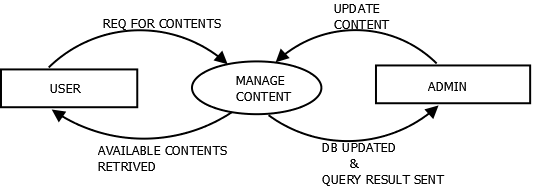 REQ FOR CONTENTS
UPDATE
CONTENT
USER
MANAGE
CONTENT
ADMIN
AVAILABLE CONTENTS
RETRIVED
DB UPDATED
&
QUERY RESULT SENT